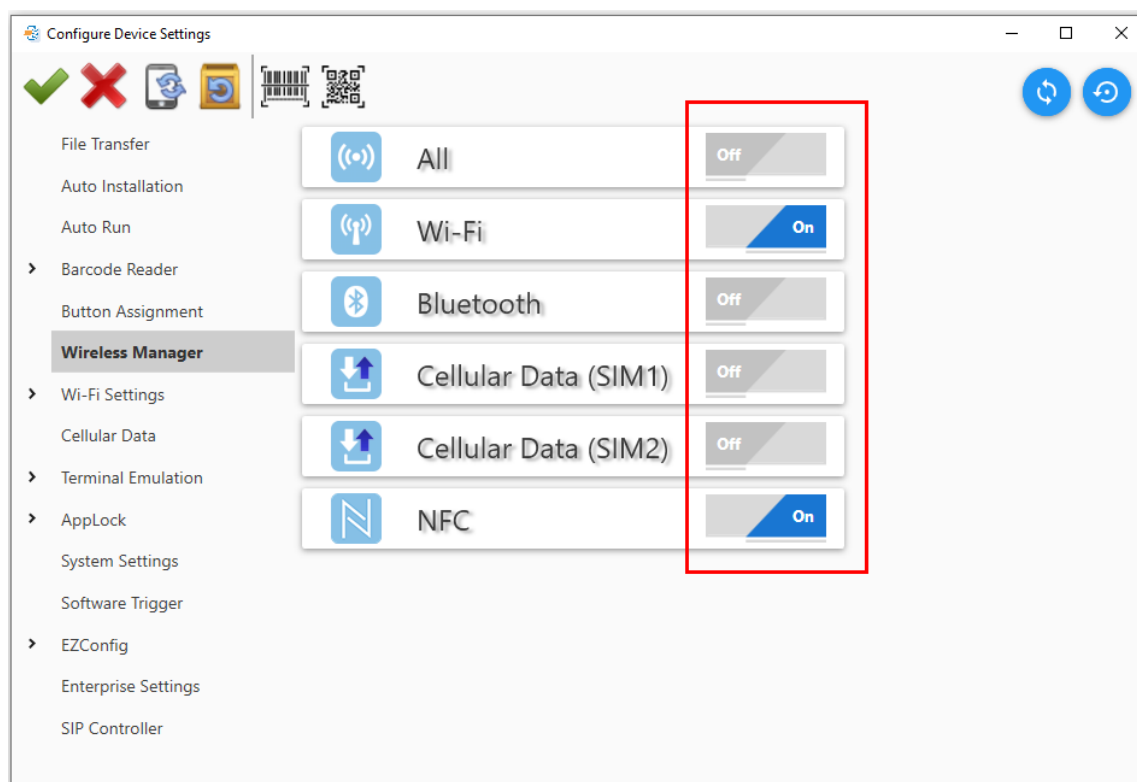 Configure Device Settings
File Transfer
Auto Installation
Auto Run
Barcode Reader
Button Assignment
Wireless Manager
Wi-Fi Settings
Cellular Data
Terminal Emulation
AppLock
System Settings
Software Trigger
EZConfig
Enterprise Settings
SIP Controller
All Off
Wi-Fi On
Bluetooth Off
Cellular Data (SIM1) Off
Cellular Data (SIM2) Off
NFC On